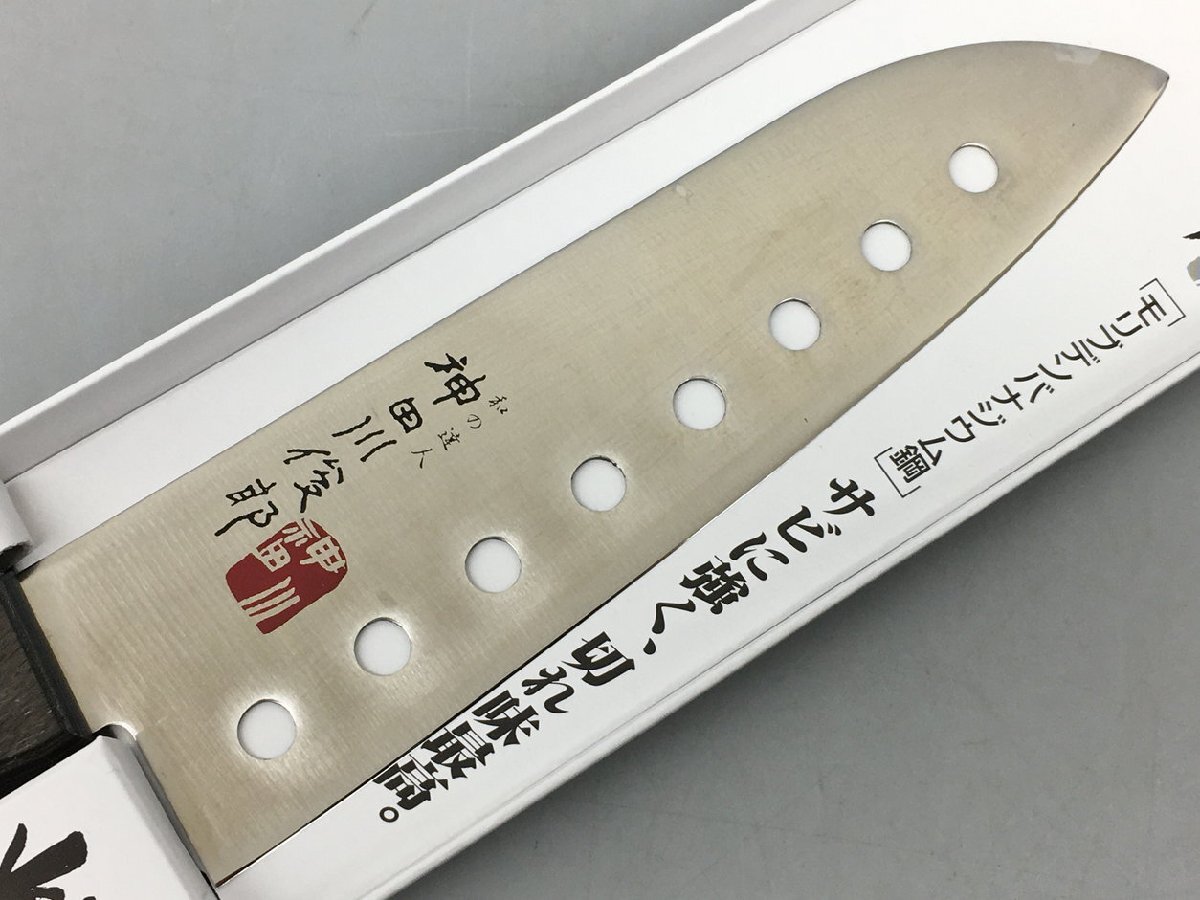 和の達人
神田川俊郎
神田川
[モリブデンバナジウム鋼]
サビに強く、切れ味最高。